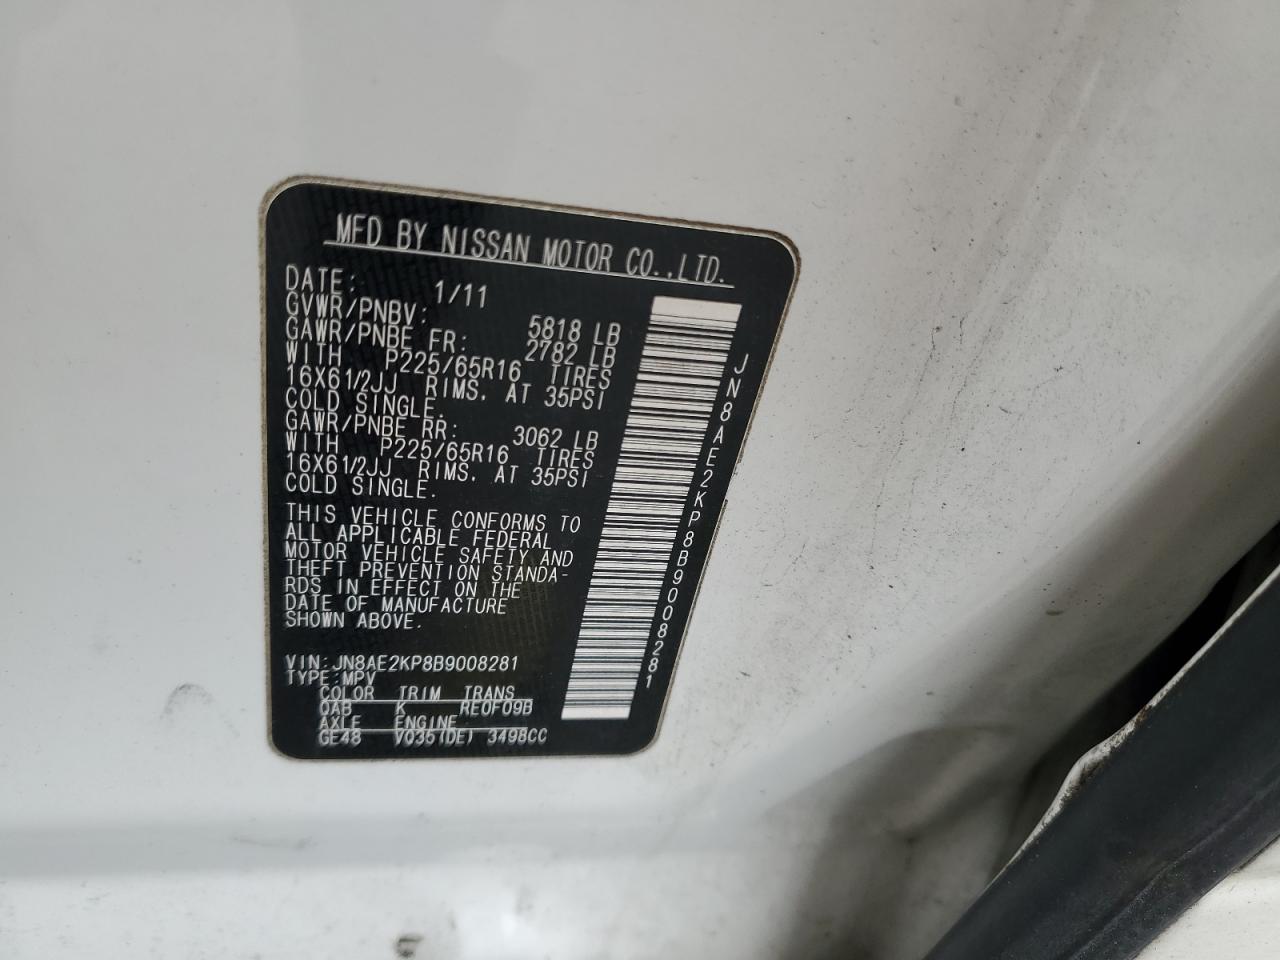 MFD BY NISSAN MOTOR CO.,LTD.
DATE: 1/11
GVWR/PNBV: 5818 LB
GAWR/PNBE FR: 2782 LB
WITH P225/65R16 TIRES
16X61/2JJ RIMS. AT 35PSI
COLD SINGLE.
GAWR/PNBE RR: 3062 LB
WITH P225/65R16 TIRES
16X61/2JJ RIMS. AT 35PSI
COLD SINGLE.
THIS VEHICLE CONFORMS TO
ALL APPLICABLE FEDERAL
MOTOR VEHICLE SAFETY AND
THEFT PREVENTION STANDA-
RDS IN EFFECT ON THE
DATE OF MANUFACTURE
SHOWN ABOVE.
VIN:JN8AE2KP8B9008281
TYPE:MPV
COLOR TRIM TRANS
QAB K RE0F09B
AXLE ENGINE
GE48 VQ35(DE) 3498CC
JN8AE2KP8B9008281